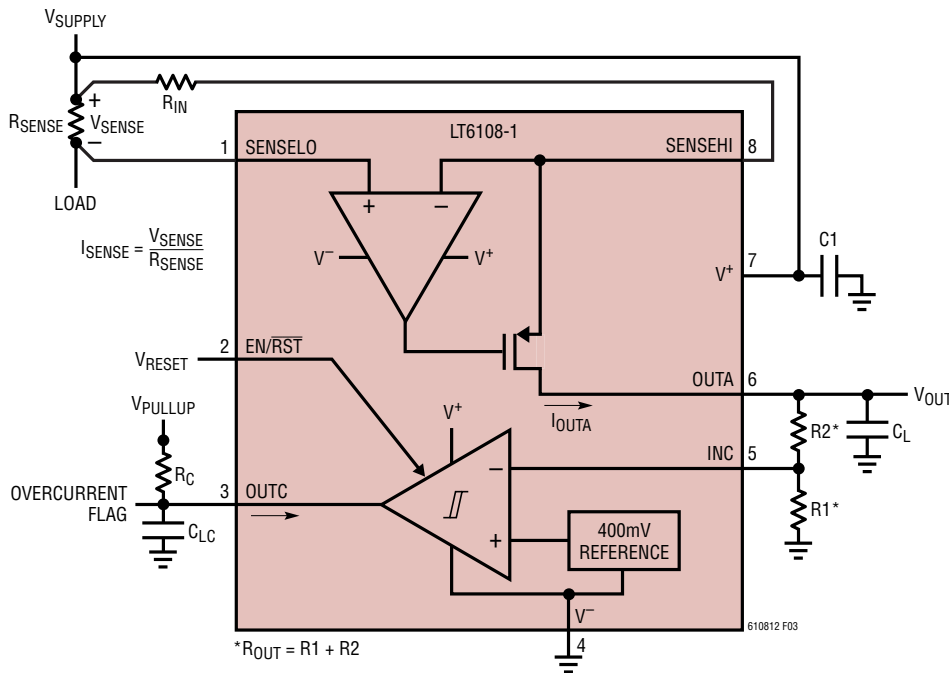 VSUPPLY
RIN
+
RSENSE
VSENSE
−
LOAD
ISENSE = VSENSE
RSENSE
LT6108-1
1
SENSELO
SENSEHI
8
+
−
V−
V+
7
V+
C1
2
EN/RST
VRESET
OUTA
6
VOUT
IOUTA
R2*
CL
VPULLUP
V+
INC
5
−
RC
R1*
OVERCURRENT
FLAG
3
OUTC
CLC
+
400mV
REFERENCE
V−
4
610812 F03
*ROUT = R1 + R2